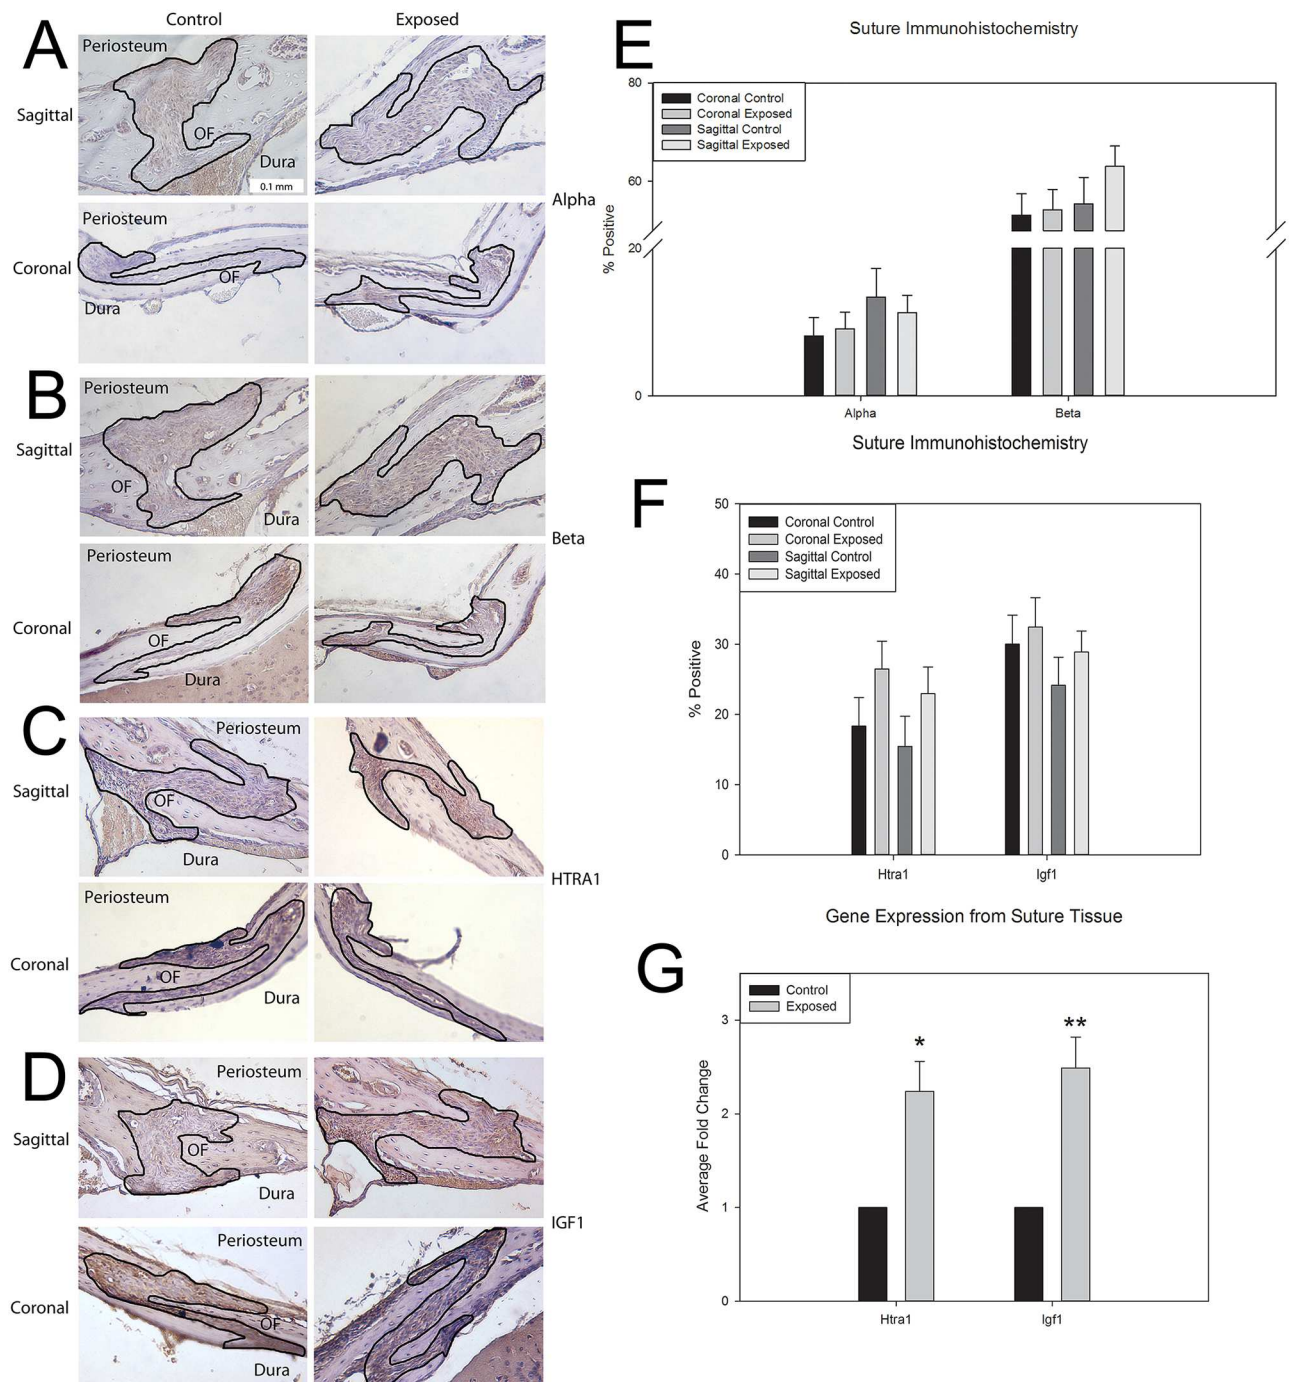 Control
Exposed
A
Periosteum
Sagittal
OF
Dura
0.1 mm
Alpha
Periosteum
Coronal
OF
Dura
B
Periosteum
Sagittal
OF
Dura
Beta
Periosteum
Coronal
OF
Dura
C
Periosteum
Sagittal
OF
Dura
HTRA1
Periosteum
Coronal
OF
Dura
D
Periosteum
Sagittal
OF
Dura
IGF1
Periosteum
Coronal
OF
Dura
E
Suture Immunohistochemistry
80
Coronal Control
Coronal Exposed
Sagittal Control
Sagittal Exposed
60
% Positive
20
0
Alpha
Beta
Suture Immunohistochemistry
F
50
Coronal Control
Coronal Exposed
Sagittal Control
Sagittal Exposed
40
30
% Positive
20
10
0
Htra1
Igf1
Gene Expression from Suture Tissue
G
Control
Exposed
3
*
**
2
Average Fold Change
1
0
Htra1
Igf1